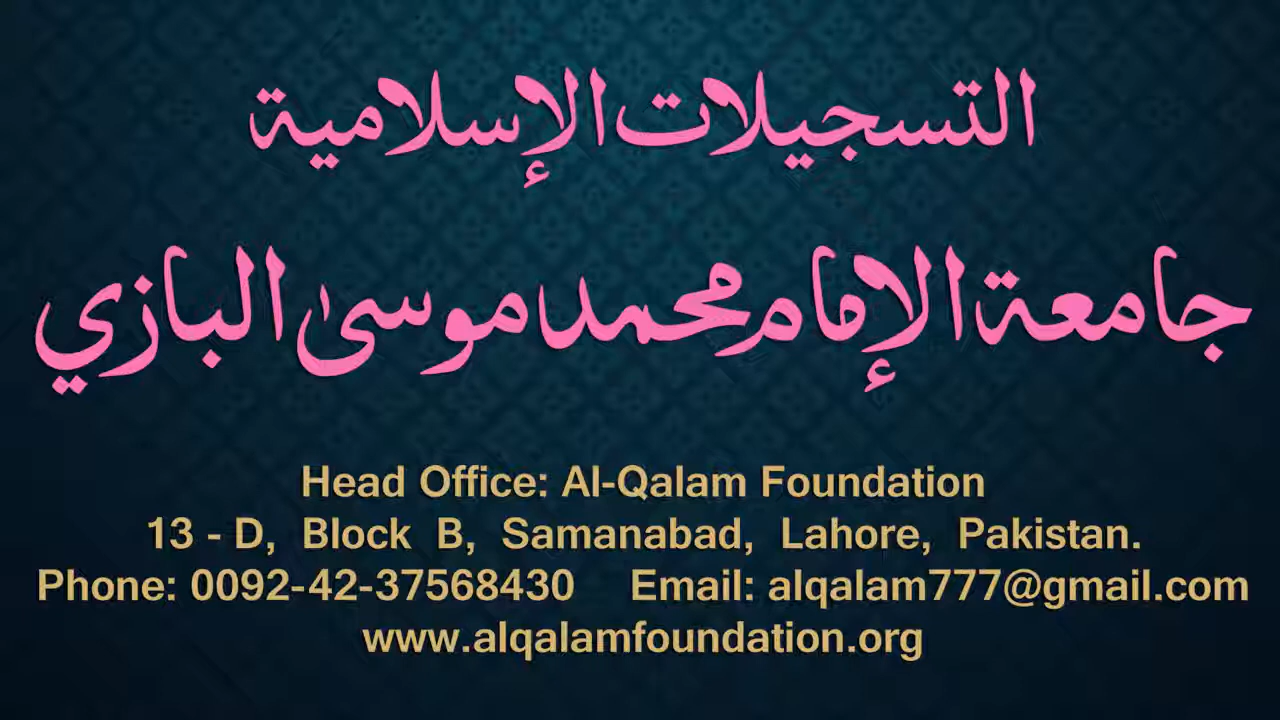 التسجيلات الإسلامية
جامعة الإمام محمد موسىٰ البازي
Head Office: Al-Qalam Foundation
13 - D, Block B, Samanabad, Lahore, Pakistan.
Phone: 0092-42-37568430 Email: alqalam777@gmail.com
www.alqalamfoundation.org